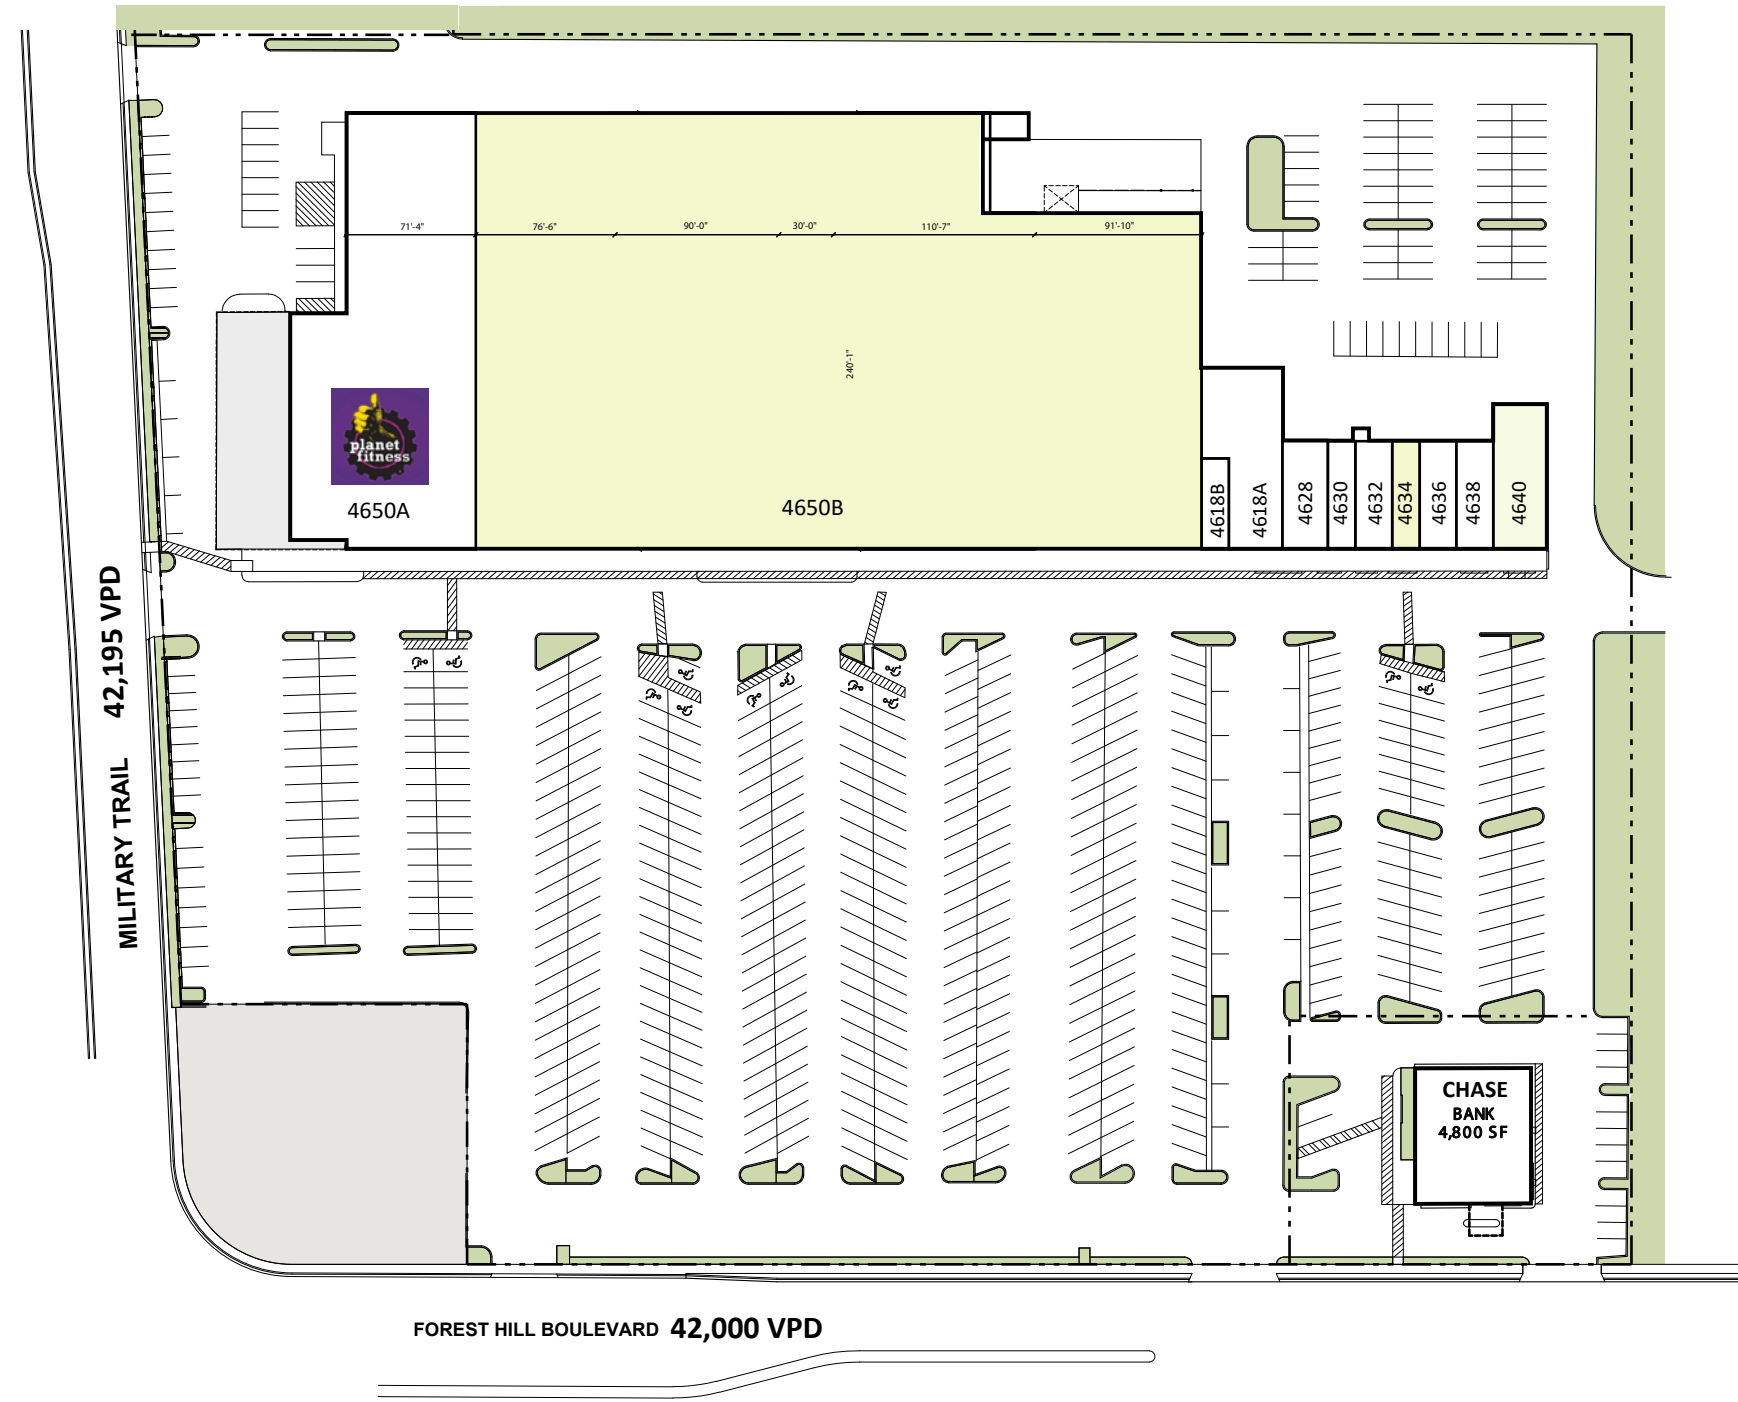 71'-4"
76'-6"
90'-0"
30'-0"
110'-7"
91'-10"
240'-1"
planet
fitness
4650A
4650B
4618B
4618A
4628
4630
4632
4634
4636
4638
4640
MILITARY TRAIL 42,195 VPD
CHASE
BANK
4,800 SF
FOREST HILL BOULEVARD 42,000 VPD